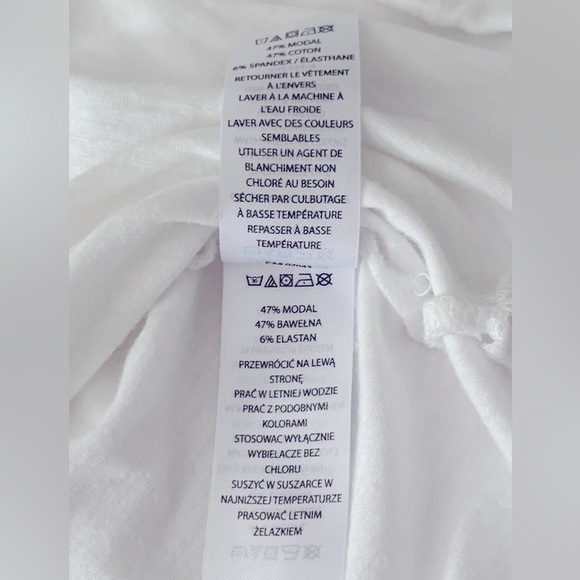 47% MODAL
47% COTON
6% SPANDEX / ÉLASTHANE
RETOURNER LE VÊTEMENT
À L'ENVERS
LAVER À LA MACHINE À
L'EAU FROIDE
LAVER AVEC DES COULEURS
SEMBLABLES
UTILISER UN AGENT DE
BLANCHIMENT NON
CHLORÉ AU BESOIN
SÉCHER PAR CULBUTAGE
À BASSE TEMPÉRATURE
REPASSER À BASSE
TEMPÉRATURE
47% MODAL
47% BAWEŁNA
6% ELASTAN
PRZEWRÓCIĆ NA LEWĄ
STRONĘ
PRAĆ W LETNIEJ WODZIE
PRAĆ Z PODOBNYMI
KOLORAMI
STOSOWAĆ WYŁĄCZNIE
WYBIELACZE BEZ
CHLORU
SUSZYĆ W SUSZARCE W
NAJNIŻSZEJ TEMPERATURZE
PRASOWAĆ LETNIM
ŻELAZKIEM